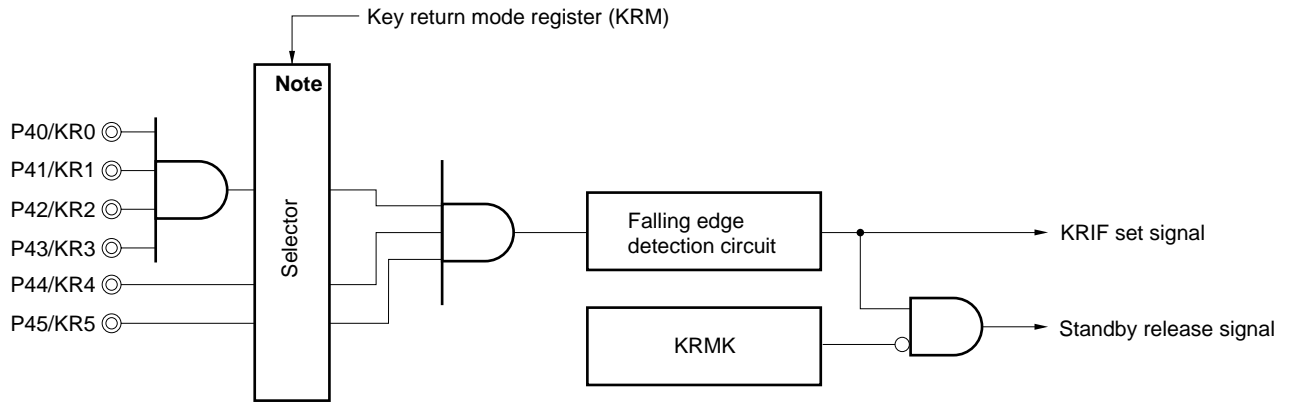 Key return mode register (KRM)
Note
P40/KR0
P41/KR1
P42/KR2
P43/KR3
P44/KR4
P45/KR5
Selector
Falling edge
detection circuit
KRIF set signal
KRMK
Standby release signal